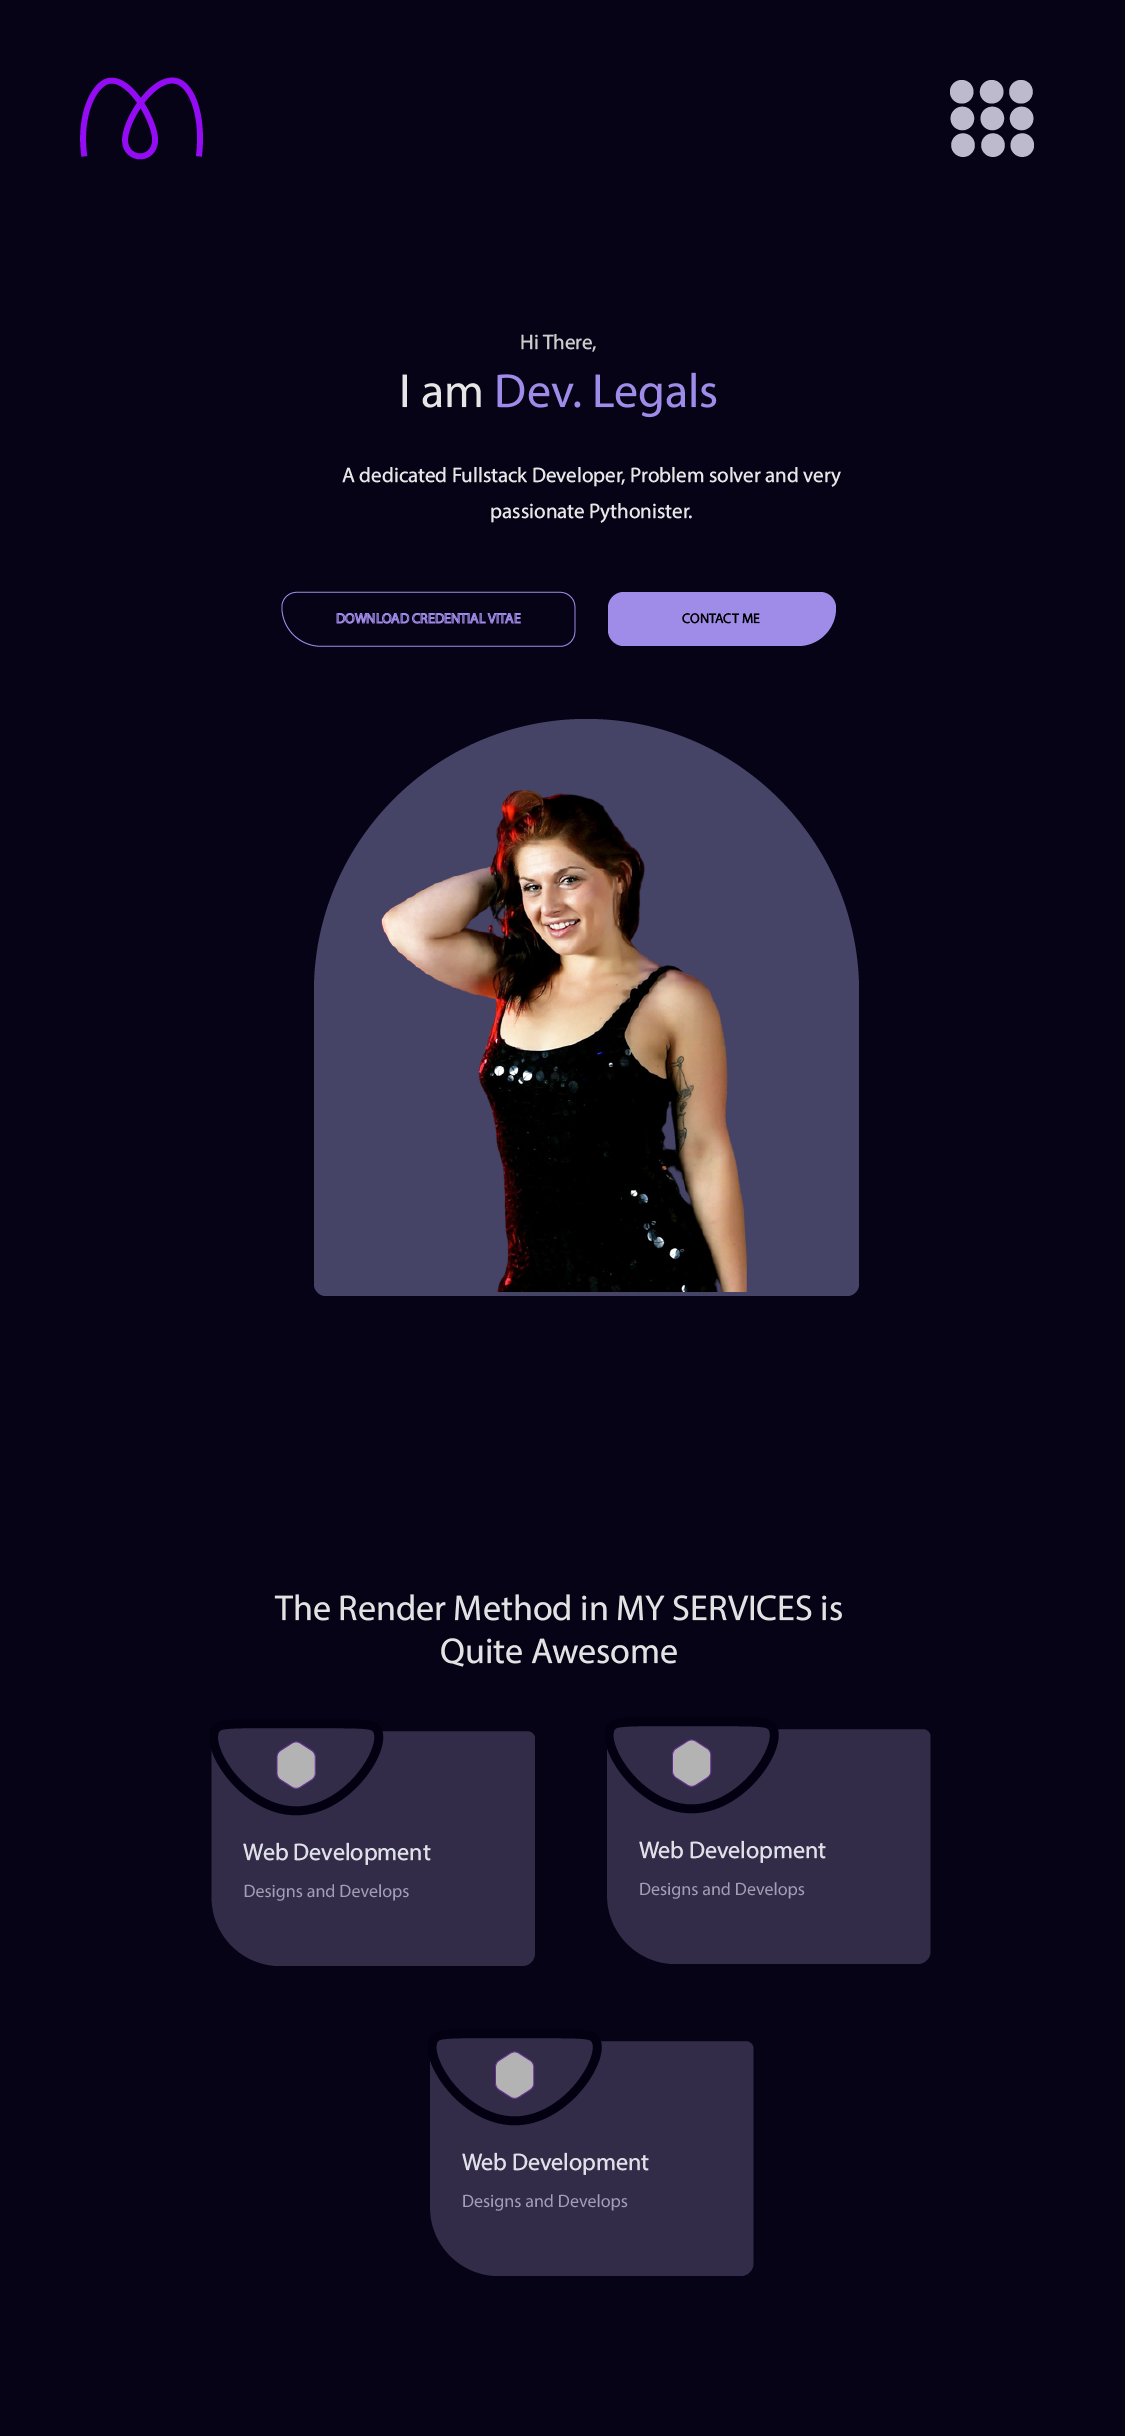 Hi There,
I am Dev. Legals
A dedicated Fullstack Developer, Problem solver and very
passionate Pythonister.
DOWNLOAD CREDENTIAL VITAE
CONTACT ME
The Render Method in MY SERVICES is
Quite Awesome
Web Development
Designs and Develops
Web Development
Designs and Develops
Web Development
Designs and Develops